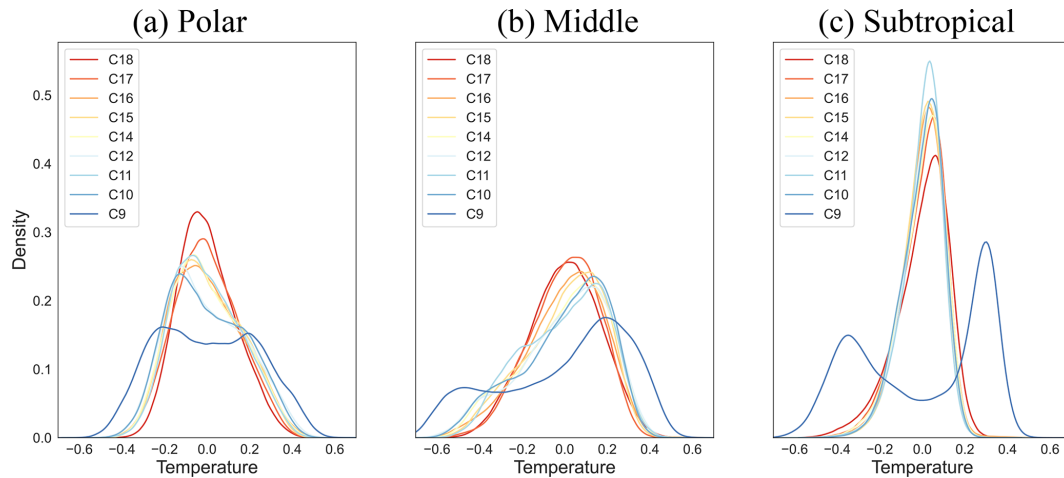 (a) Polar
(b) Middle
(c) Subtropical
Density
0.5
0.4
0.3
0.2
0.1
0.0
C18
C17
C16
C15
C14
C12
C11
C10
C9
−0.6 −0.4 −0.2 0.0 0.2 0.4 0.6
Temperature
C18
C17
C16
C15
C14
C12
C11
C10
C9
−0.6 −0.4 −0.2 0.0 0.2 0.4 0.6
Temperature
C18
C17
C16
C15
C14
C12
C11
C10
C9
−0.6 −0.4 −0.2 0.0 0.2 0.4 0.6
Temperature